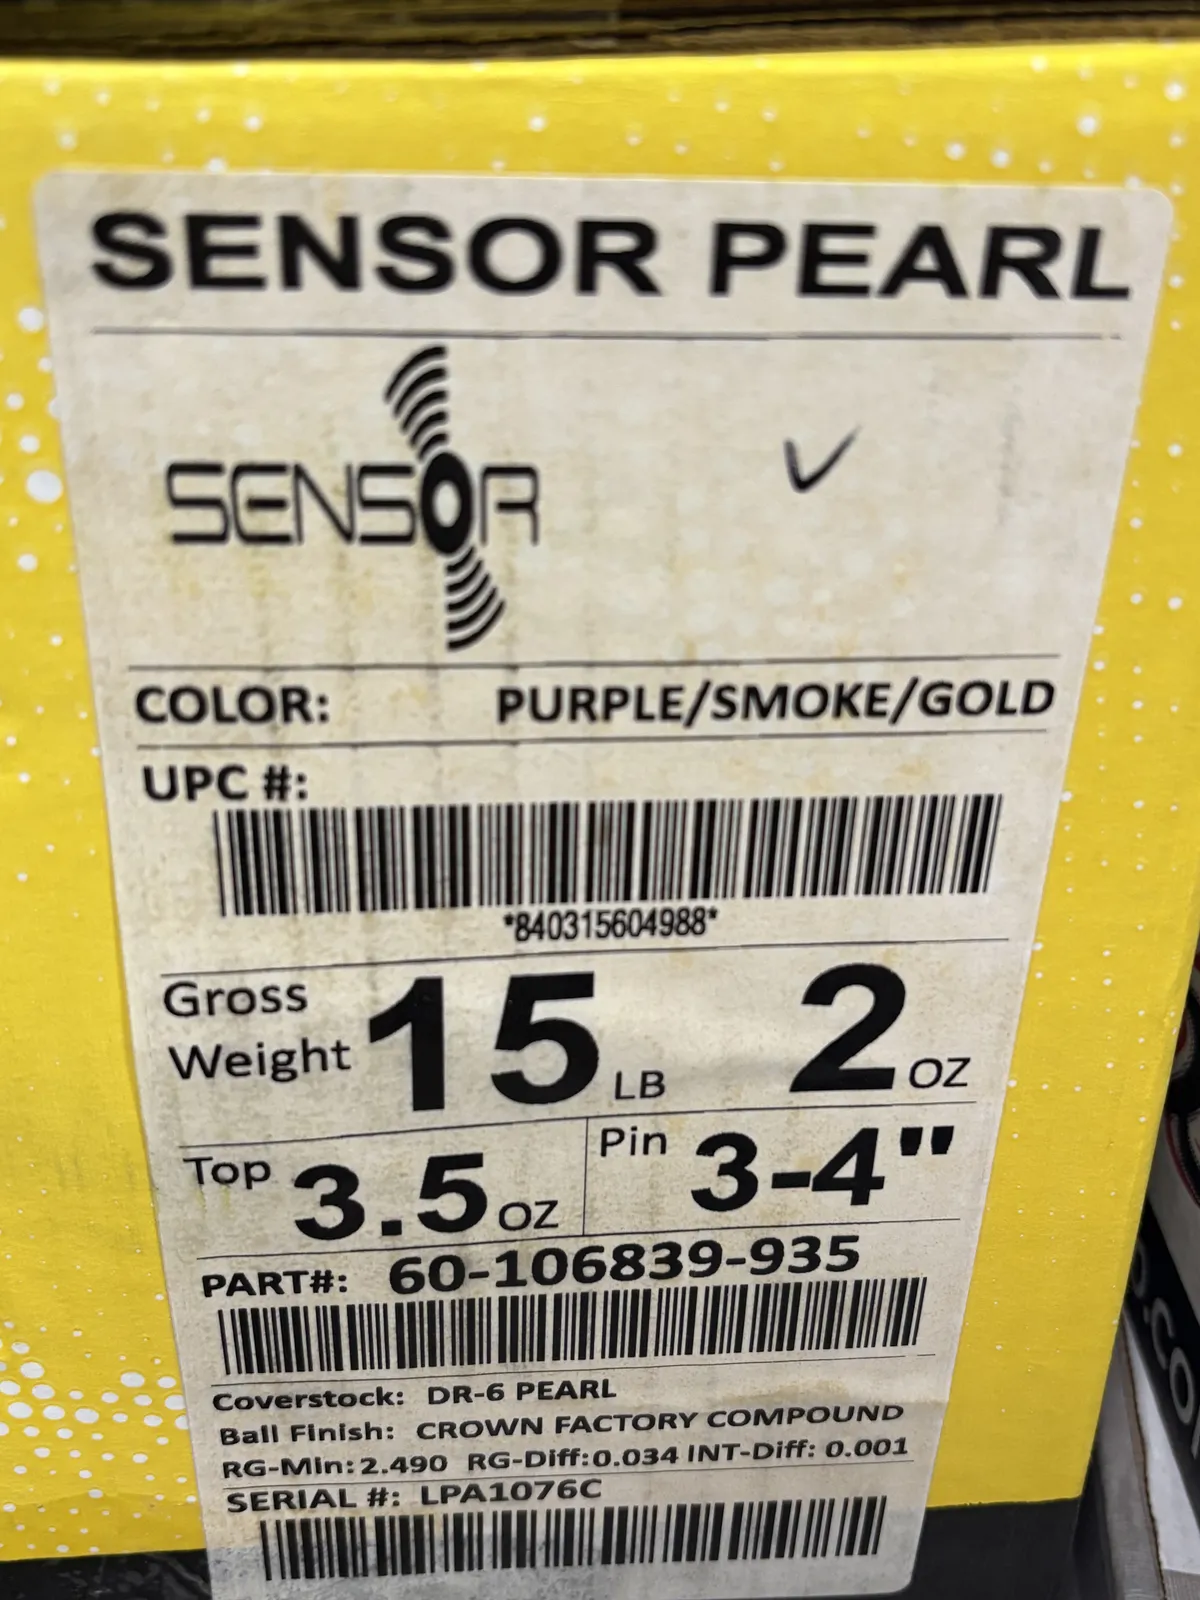 SENSOR PEARL
SENSOR
COLOR: PURPLE/SMOKE/GOLD
UPC #:
*840315604988*
Gross Weight 15 LB 2 OZ
Top 3.5 OZ Pin 3-4"
PART#: 60-106839-935
Coverstock: DR-6 PEARL
Ball Finish: CROWN FACTORY COMPOUND
RG-Min: 2.490 RG-Diff:0.034 INT-Diff: 0.001
SERIAL #: LPA1076C